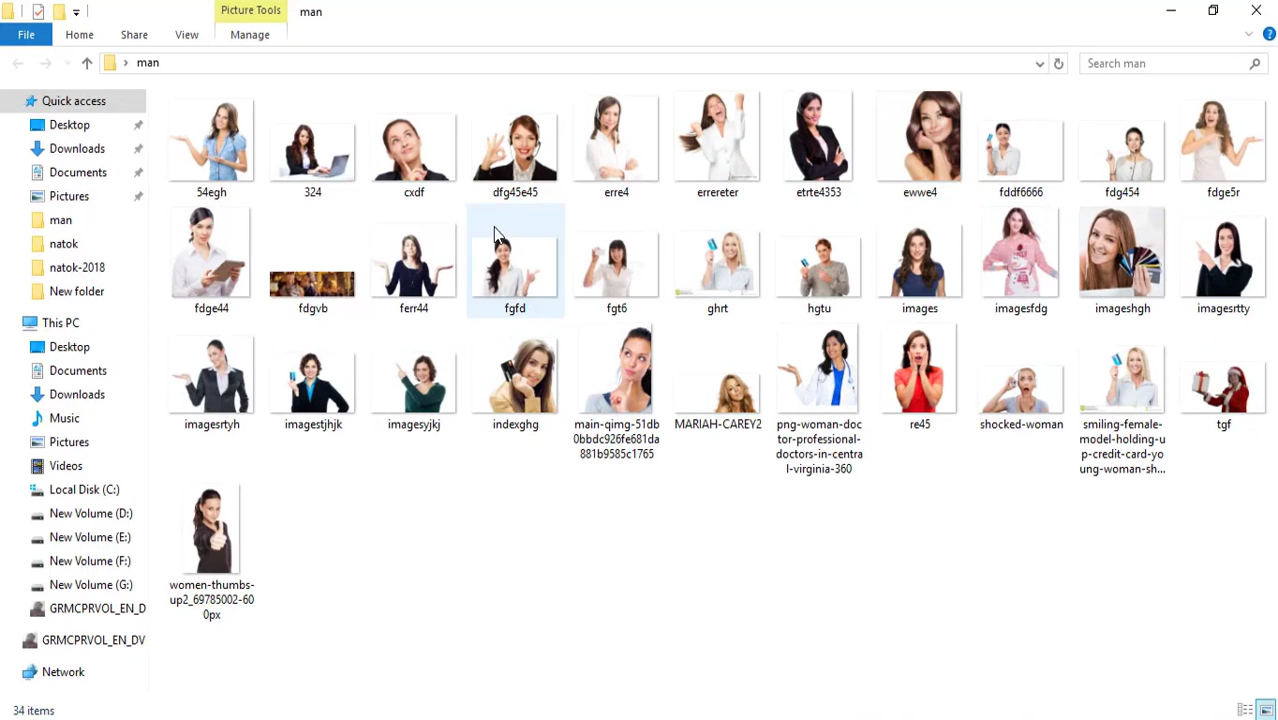 Picture Tools
man
File
Home
Share
View
Manage
man
Search man
Quick access
Desktop
Downloads
Documents
Pictures
man
natok
natok-2018
New folder
This PC
Desktop
Documents
Downloads
Music
Pictures
Videos
Local Disk (C:)
New Volume (D:)
New Volume (E:)
New Volume (F:)
New Volume (G:)
GRMCPRVOL_EN_D
GRMCPRVOL_EN_DV
Network
54egh
324
cxdf
dfg45e45
erre4
errereter
etrte4353
ewwe4
fddf6666
fdg454
fdge5r
fdge44
fdgvb
ferr44
fgfd
fgt6
ghrt
hgtu
images
imagesfdg
imageshgh
imagesrtty
imagesrtyh
imagestjhjk
imagesyjkj
indexghg
main-qimg-51db
0bbdc926fe681da
881b9585c1765
MARIAH-CAREY2
png-woman-doc
tor-professional-
doctors-in-centra
l-virginia-360
re45
shocked-woman
smiling-female-
model-holding-u
p-credit-card-yo
ung-woman-sh...
tgf
women-thumbs-
up2_69785002-60
0px
34 items